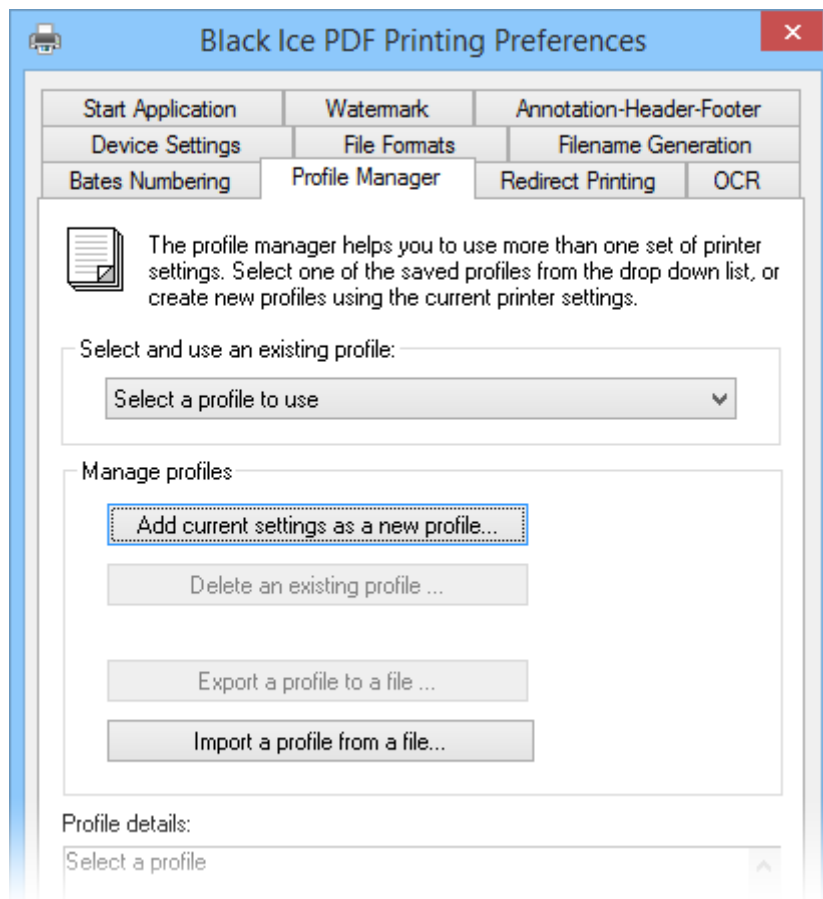 Black Ice PDF Printing Preferences
Start Application Watermark Annotation-Header-Footer
Device Settings File Formats Filename Generation
Bates Numbering Profile Manager Redirect Printing OCR
The profile manager helps you to use more than one set of printer
settings. Select one of the saved profiles from the drop down list, or
create new profiles using the current printer settings.
Select and use an existing profile:
Select a profile to use
Manage profiles
Add current settings as a new profile...
Delete an existing profile ...
Export a profile to a file ...
Import a profile from a file...
Profile details:
Select a profile